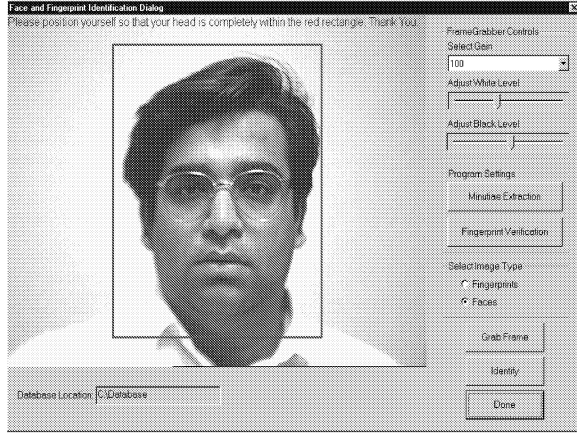 Face and Fingerprint Identification Dialog
Please position yourself so that your head is completely within the red rectangle. Thank You.
FrameGrabber Controls
Select Gain
100
Adjust White Level
Adjust Black Level
Program Settings
Minutiae Extraction
Fingerprint Verification
Select Image Type
Fingerprints
Faces
Grab Frame
Identify
Database Location: C:\Database
Done